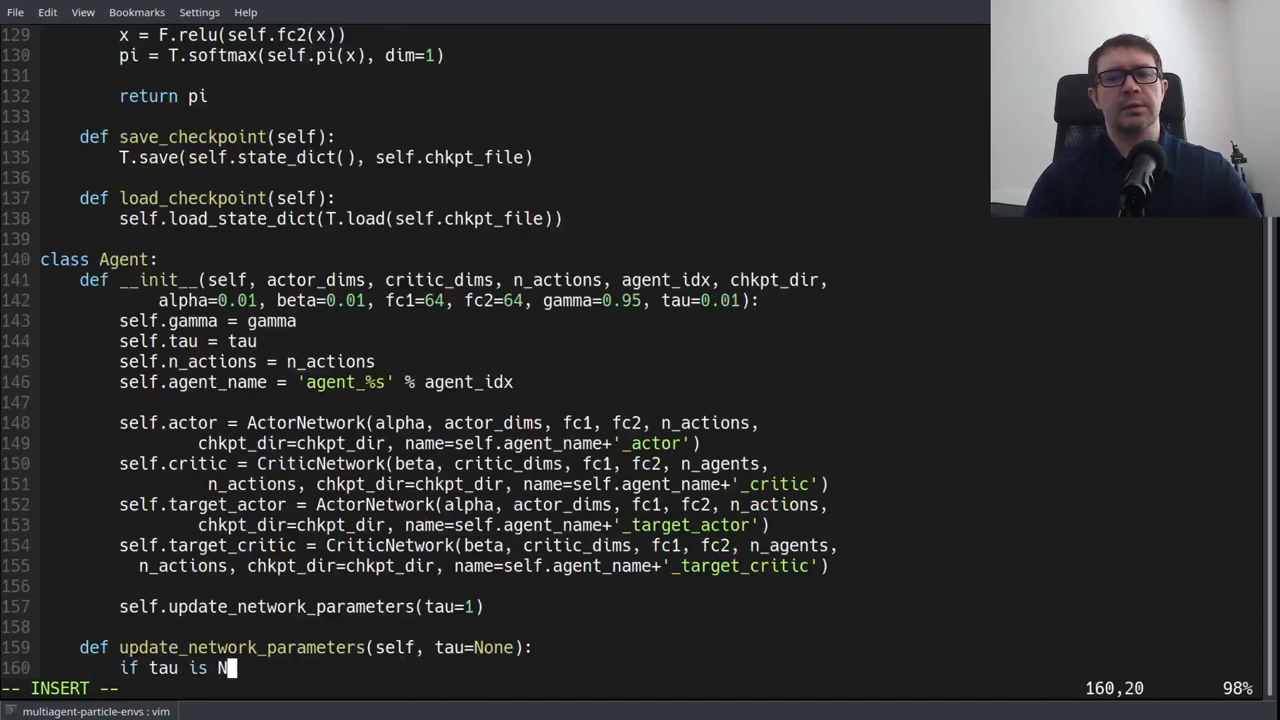 File Edit View Bookmarks Settings Help
129 x = F.relu(self.fc2(x))
130 pi = T.softmax(self.pi(x), dim=1)
131
132 return pi
133
134 def save_checkpoint(self):
135 T.save(self.state_dict(), self.chkpt_file)
136
137 def load_checkpoint(self):
138 self.load_state_dict(T.load(self.chkpt_file))
139
140 class Agent:
141 def __init__(self, actor_dims, critic_dims, n_actions, agent_idx, chkpt_dir,
142 alpha=0.01, beta=0.01, fc1=64, fc2=64, gamma=0.95, tau=0.01):
143 self.gamma = gamma
144 self.tau = tau
145 self.n_actions = n_actions
146 self.agent_name = 'agent_%s' % agent_idx
147
148 self.actor = ActorNetwork(alpha, actor_dims, fc1, fc2, n_actions,
149 chkpt_dir=chkpt_dir, name=self.agent_name+'_actor')
150 self.critic = CriticNetwork(beta, critic_dims, fc1, fc2, n_agents,
151 n_actions, chkpt_dir=chkpt_dir, name=self.agent_name+'_critic')
152 self.target_actor = ActorNetwork(alpha, actor_dims, fc1, fc2, n_actions,
153 chkpt_dir=chkpt_dir, name=self.agent_name+'_target_actor')
154 self.target_critic = CriticNetwork(beta, critic_dims, fc1, fc2, n_agents,
155 n_actions, chkpt_dir=chkpt_dir, name=self.agent_name+'_target_critic')
156
157 self.update_network_parameters(tau=1)
158
159 def update_network_parameters(self, tau=None):
160 if tau is N
-- INSERT -- 160,20 98%
multiagent-particle-envs : vim